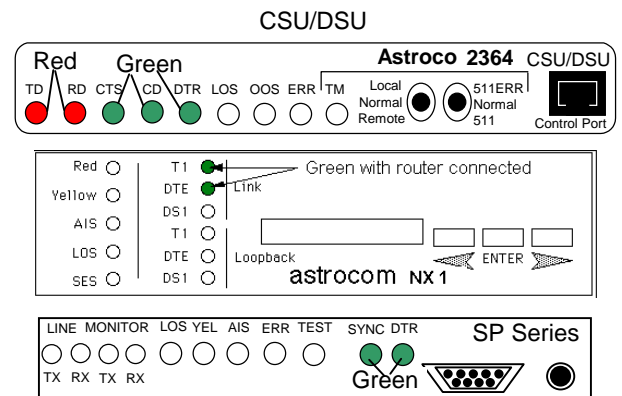 CSU/DSU
Red Green Astroco 2364 CSU/DSU
TD RD CTS CD DTR LOS OOS ERR TM Local 511ERR
Normal Normal
Remote 511 Control Port
Red T1 Green with router connected
Yellow DTE Link
AIS DS1
T1
LOS DTE Loopback ENTER
SES DS1 astrocom NX1
LINE MONITOR LOS YEL AIS ERR TEST SYNC DTR SP Series
TX RX TX RX Green